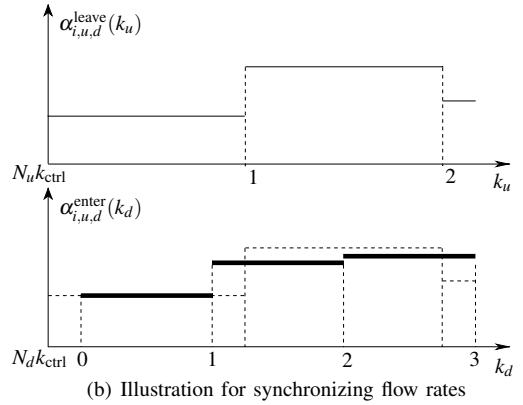 α_{i,u,d}^{leave}(k_u)
N_u k_ctrl
1
2
k_u
α_{i,u,d}^{enter}(k_d)
N_d k_ctrl
0
1
2
3
k_d
(b) Illustration for synchronizing flow rates